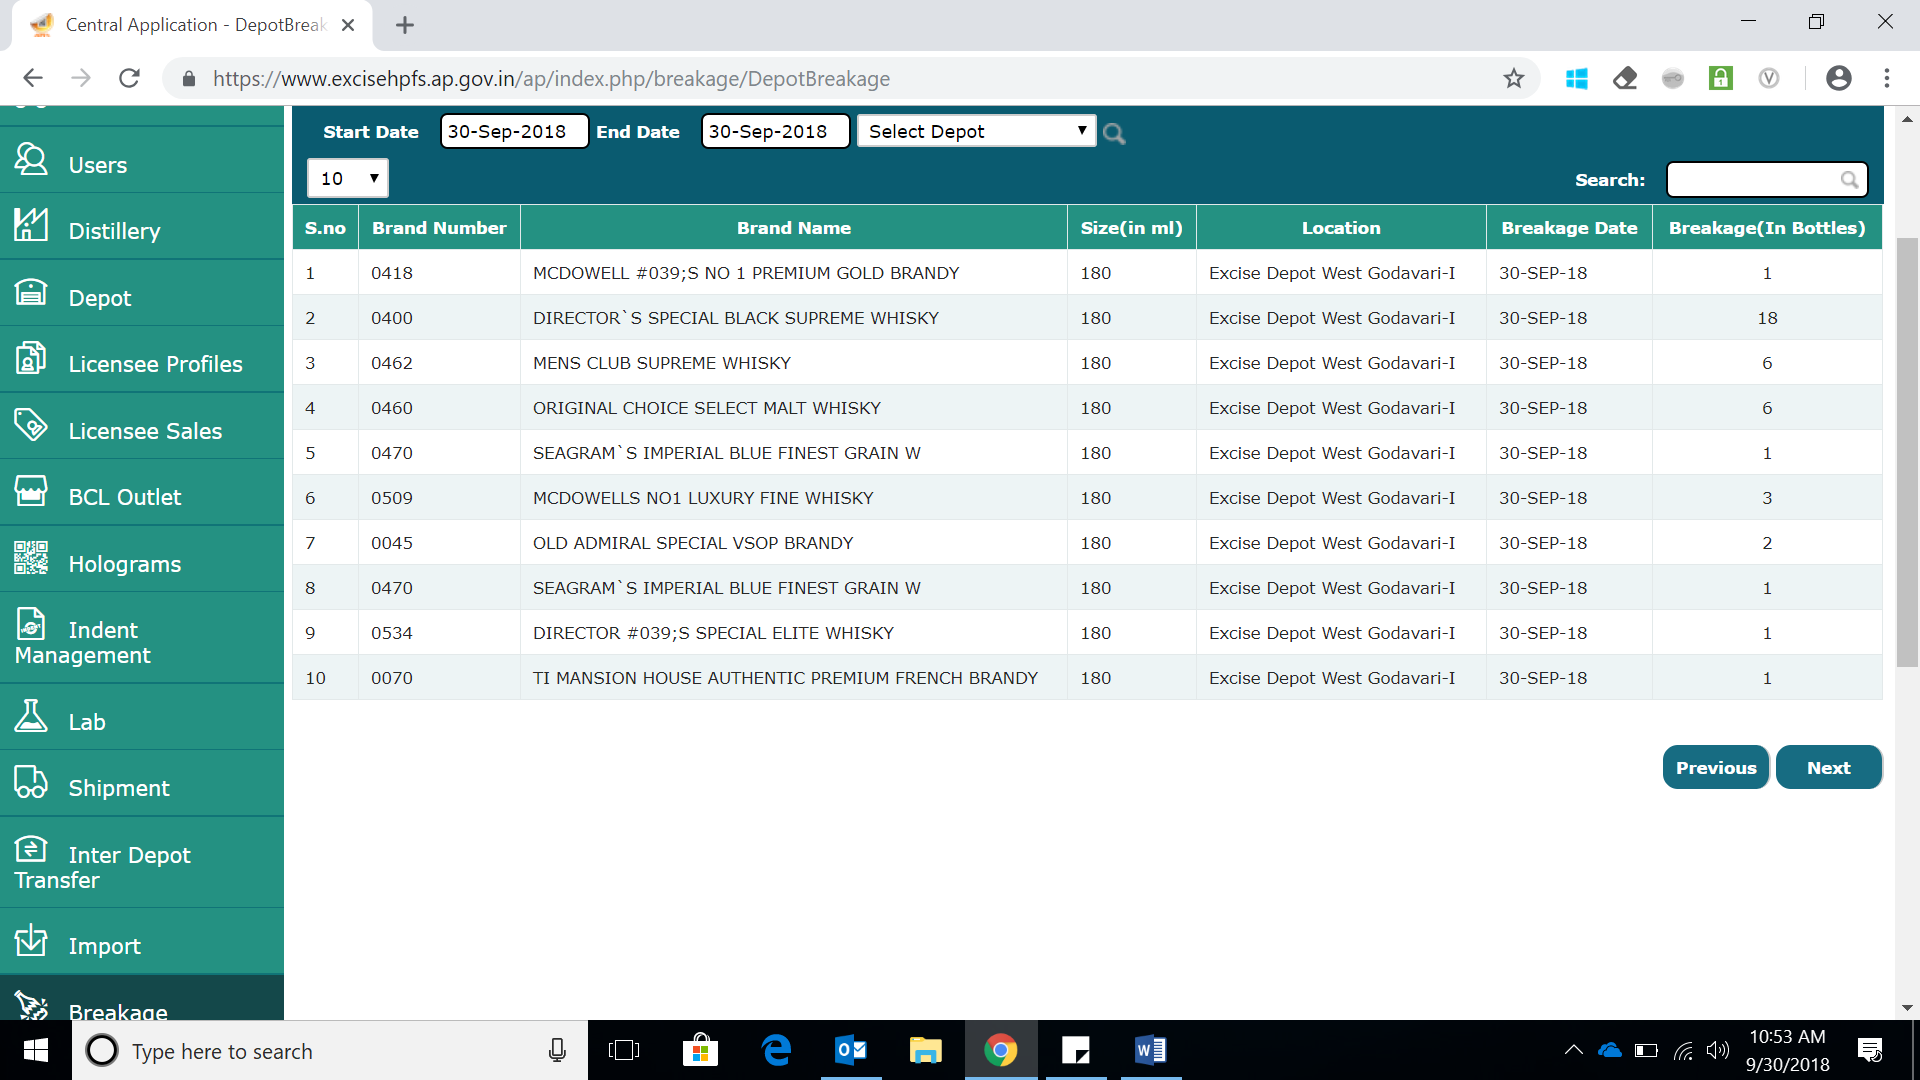 Central Application - DepotBreak
https://www.excisehpfs.ap.gov.in/ap/index.php/breakage/DepotBreakage
Start Date 30-Sep-2018 End Date 30-Sep-2018 Select Depot
10 Search:
Users
Distillery
Depot
Licensee Profiles
Licensee Sales
BCL Outlet
Holograms
Indent
Management
Lab
Shipment
Inter Depot
Transfer
Import
Breakage
S.no Brand Number Brand Name Size(in ml) Location Breakage Date Breakage(In Bottles)
1 0418 MCDOWELL #039;S NO 1 PREMIUM GOLD BRANDY 180 Excise Depot West Godavari-I 30-SEP-18 1
2 0400 DIRECTOR`S SPECIAL BLACK SUPREME WHISKY 180 Excise Depot West Godavari-I 30-SEP-18 18
3 0462 MENS CLUB SUPREME WHISKY 180 Excise Depot West Godavari-I 30-SEP-18 6
4 0460 ORIGINAL CHOICE SELECT MALT WHISKY 180 Excise Depot West Godavari-I 30-SEP-18 6
5 0470 SEAGRAM`S IMPERIAL BLUE FINEST GRAIN W 180 Excise Depot West Godavari-I 30-SEP-18 1
6 0509 MCDOWELLS NO1 LUXURY FINE WHISKY 180 Excise Depot West Godavari-I 30-SEP-18 3
7 0045 OLD ADMIRAL SPECIAL VSOP BRANDY 180 Excise Depot West Godavari-I 30-SEP-18 2
8 0470 SEAGRAM`S IMPERIAL BLUE FINEST GRAIN W 180 Excise Depot West Godavari-I 30-SEP-18 1
9 0534 DIRECTOR #039;S SPECIAL ELITE WHISKY 180 Excise Depot West Godavari-I 30-SEP-18 1
10 0070 TI MANSION HOUSE AUTHENTIC PREMIUM FRENCH BRANDY 180 Excise Depot West Godavari-I 30-SEP-18 1
Previous Next
Type here to search
10:53 AM
9/30/2018